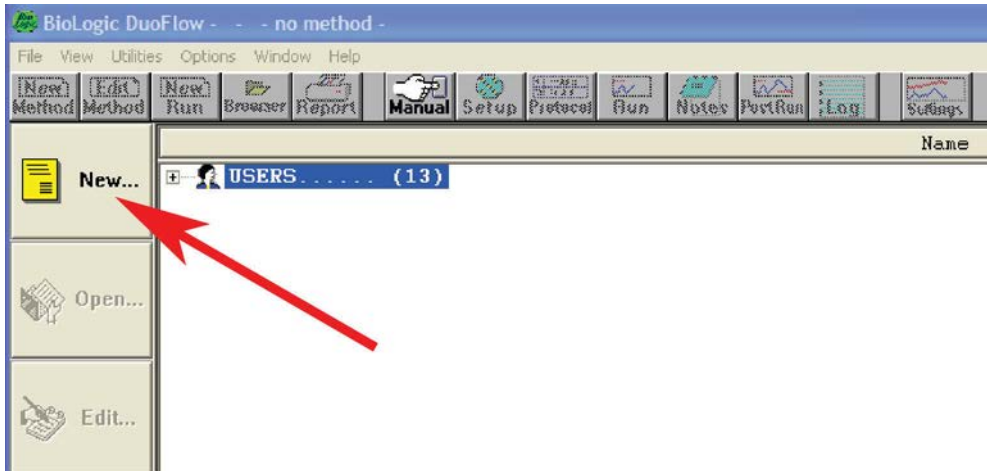 BioLogic DuoFlow - - - no method -
File View Utilities Options Window Help
New Method Edit Method New Run Browser Report Manual Setup Protocol Run Notes PostRun Log Settings
Name
New...
USERS...... (13)
Open...
Edit...